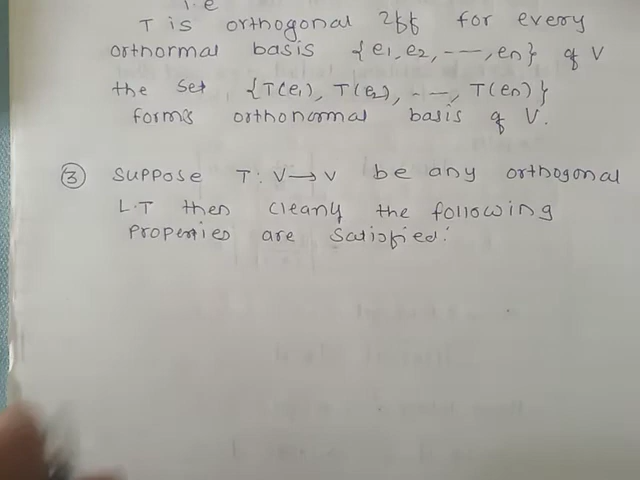 i.e
T is orthogonal iff for every
ortnormal basis {e1, e2, ---, en} of V
the set {T(e1), T(e2), ---, T(en)}
forms orthonormal basis of V.
③ Suppose T: V→V be any orthogonal
L.T then clearly the following
properties are satisfied: